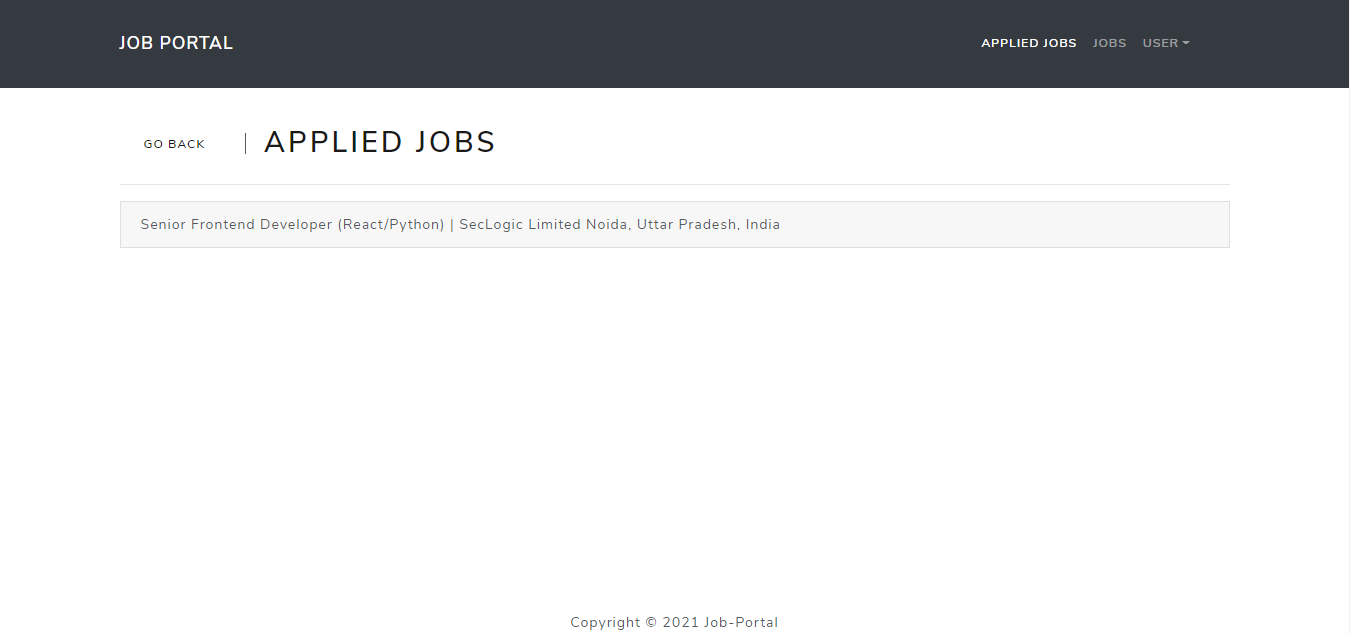 JOB PORTAL
APPLIED JOBS JOBS USER
GO BACK | APPLIED JOBS
Senior Frontend Developer (React/Python) | SecLogic Limited Noida, Uttar Pradesh, India
Copyright © 2021 Job-Portal